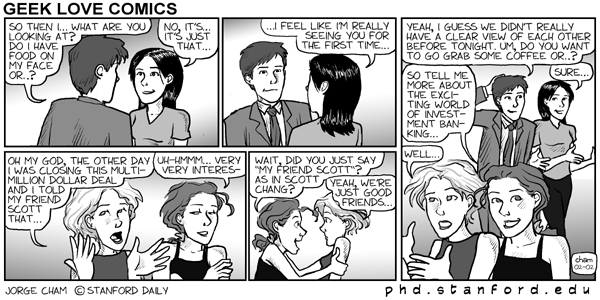 GEEK LOVE COMICS
SO THEN I... WHAT ARE YOU
LOOKING AT?
DO I HAVE
FOOD ON
MY FACE
OR..?
NO, IT'S..
IT'S JUST
THAT...
...I FEEL LIKE I'M REALLY
SEEING YOU FOR
THE FIRST TIME...
YEAH, I GUESS WE DIDN'T REALLY
HAVE A CLEAR VIEW OF EACH OTHER
BEFORE TONIGHT. UM, DO YOU WANT
TO GO GRAB SOME COFFEE OR..?
SURE...
SO TELL ME
MORE ABOUT
THE EXCI-
TING WORLD
OF INVEST-
MENT BAN-
KING...
WELL...
OH MY GOD, THE OTHER DAY
I WAS CLOSING THIS MULTI-
MILLION DOLLAR DEAL
AND I TOLD
MY FRIEND
SCOTT
THAT...
UH-HMMM... VERY
VERY INTERES-
WAIT, DID YOU JUST SAY
"MY FRIEND SCOTT"?
AS IN SCOTT
CHANG?
YEAH, WE'RE
JUST GOOD
FRIENDS...
cham
02-02
JORGE CHAM © STANFORD DAILY
phd.stanford.edu